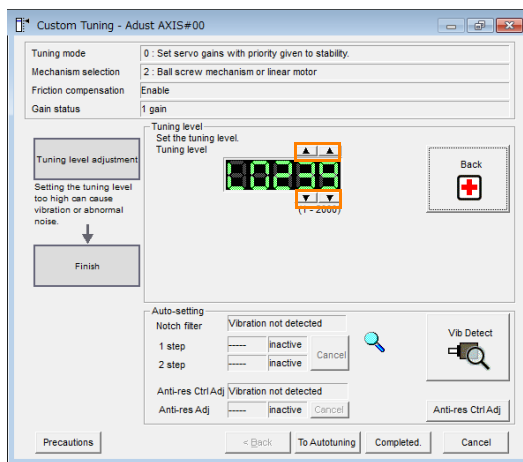 Custom Tuning - Adust AXIS#00
Tuning mode
0 : Set servo gains with priority given to stability.
Mechanism selection
2 : Ball screw mechanism or linear motor
Friction compensation
Enable
Gain status
1 gain
Tuning level adjustment
Setting the tuning level
too high can cause
vibration or abnormal
noise.
Finish
Tuning level
Set the tuning level.
Tuning level
L0239
(1 - 2000)
Back
Auto-setting
Notch filter
Vibration not detected
1 step
-----
inactive
2 step
-----
inactive
Cancel
Anti-res Ctrl Adj
Vibration not detected
Anti-res Adj
-----
inactive
Cancel
Vib Detect
Anti-res Ctrl Adj
Precautions
< Back
To Autotuning
Completed.
Cancel